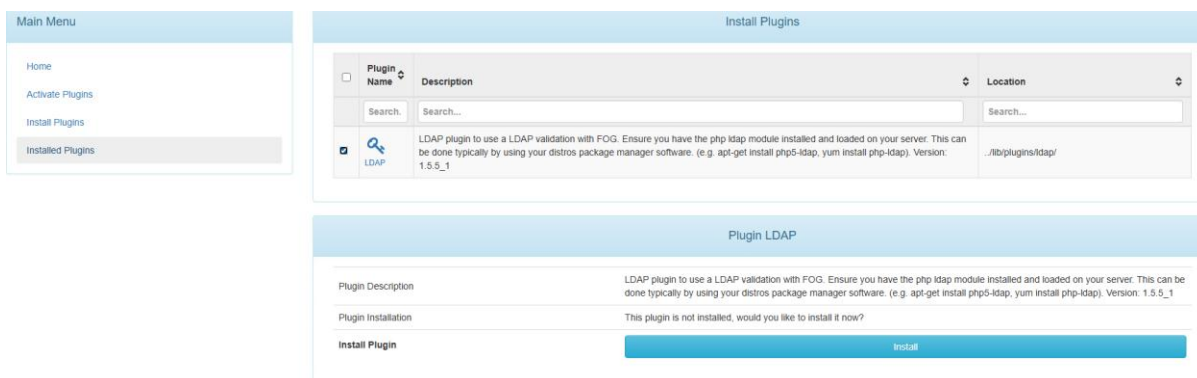 Main Menu
Home
Activate Plugins
Install Plugins
Installed Plugins
Install Plugins
Plugin
Name
Description
Location
Search.
Search...
Search...
LDAP
LDAP plugin to use a LDAP validation with FOG. Ensure you have the php ldap module installed and loaded on your server. This can
be done typically by using your distros package manager software. (e.g. apt-get install php5-ldap, yum install php-ldap). Version:
1.5.5_1
../lib/plugins/ldap/
Plugin LDAP
Plugin Description
LDAP plugin to use a LDAP validation with FOG. Ensure you have the php ldap module installed and loaded on your server. This can be
done typically by using your distros package manager software. (e.g. apt-get install php5-ldap, yum install php-ldap). Version: 1.5.5_1
Plugin Installation
This plugin is not installed, would you like to install it now?
Install Plugin
Install